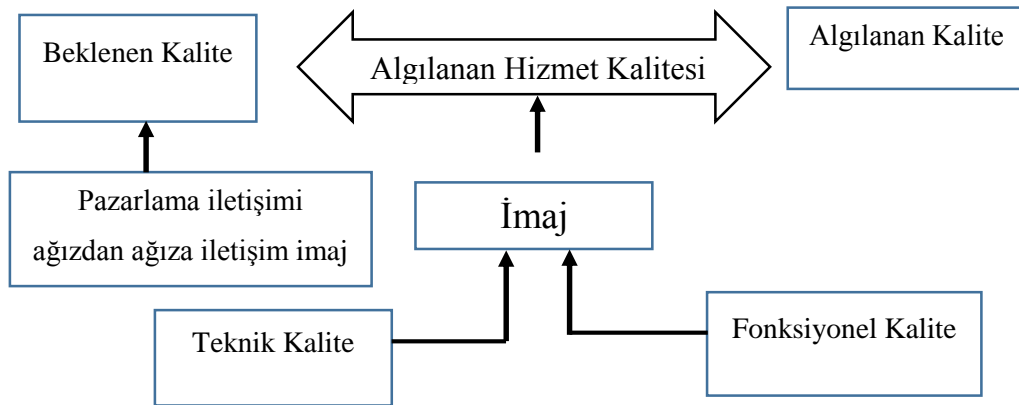 Beklenen Kalite
Algılanan Hizmet Kalitesi
Algılanan Kalite
Pazarlama iletişimi
ağızdan ağıza iletişim imaj
İmaj
Teknik Kalite
Fonksiyonel Kalite